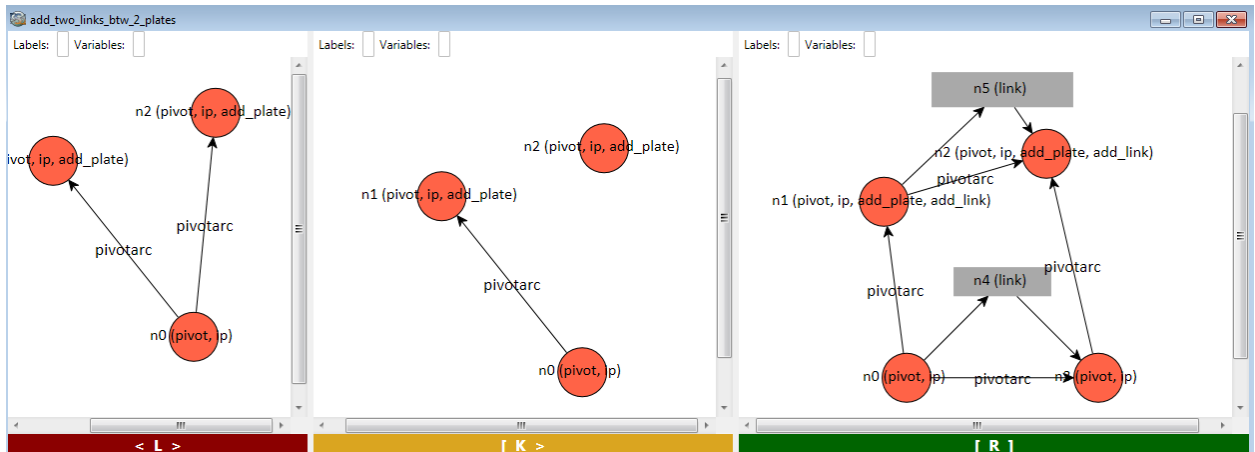 add_two_links_btw_2_plates
Labels: Variables:
Labels: Variables:
Labels: Variables:
n2 (pivot, ip, add_plate)
ivot, ip, add_plate)
pivotarc
pivotarc
n0 (pivot, ip)
< L >
n2 (pivot, ip, add_plate)
n1 (pivot, ip, add_plate)
pivotarc
n0 (pivot, ip)
[ K >
n5 (link)
n2 (pivot, ip, add_plate, add_link)
pivotarc
n1 (pivot, ip, add_plate, add_link)
pivotarc
n4 (link)
pivotarc
n0 (pivot, ip)
pivotarc
(pivot, ip)
[ R ]